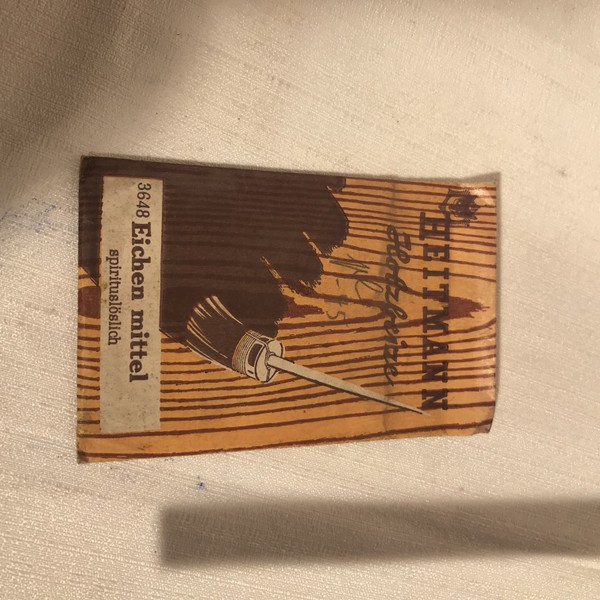 HEITMANN
Holzbeize
3648 Eichen mittel
spirituslöslich